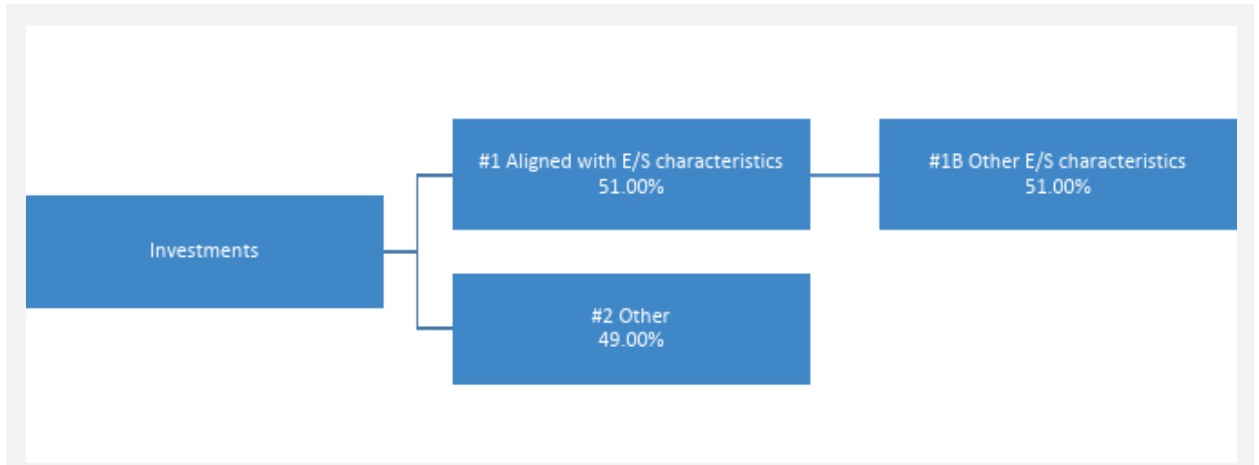 #1 Aligned with E/S characteristics
51.00%
#1B Other E/S characteristics
51.00%
Investments
#2 Other
49.00%